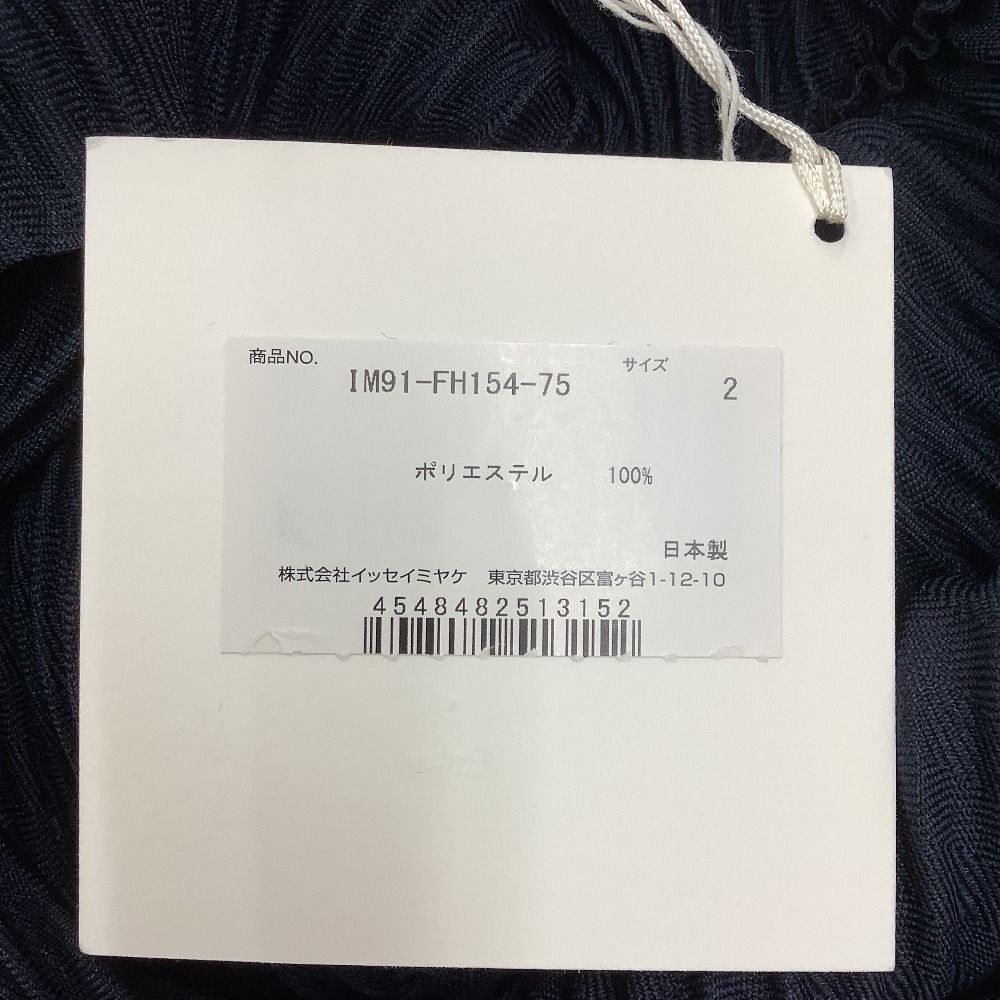 商品NO. サイズ
IM91-FH154-75 2
ポリエステル 100%
日本製
株式会社イッセイミヤケ 東京都渋谷区富ヶ谷1-12-10
4548482513152